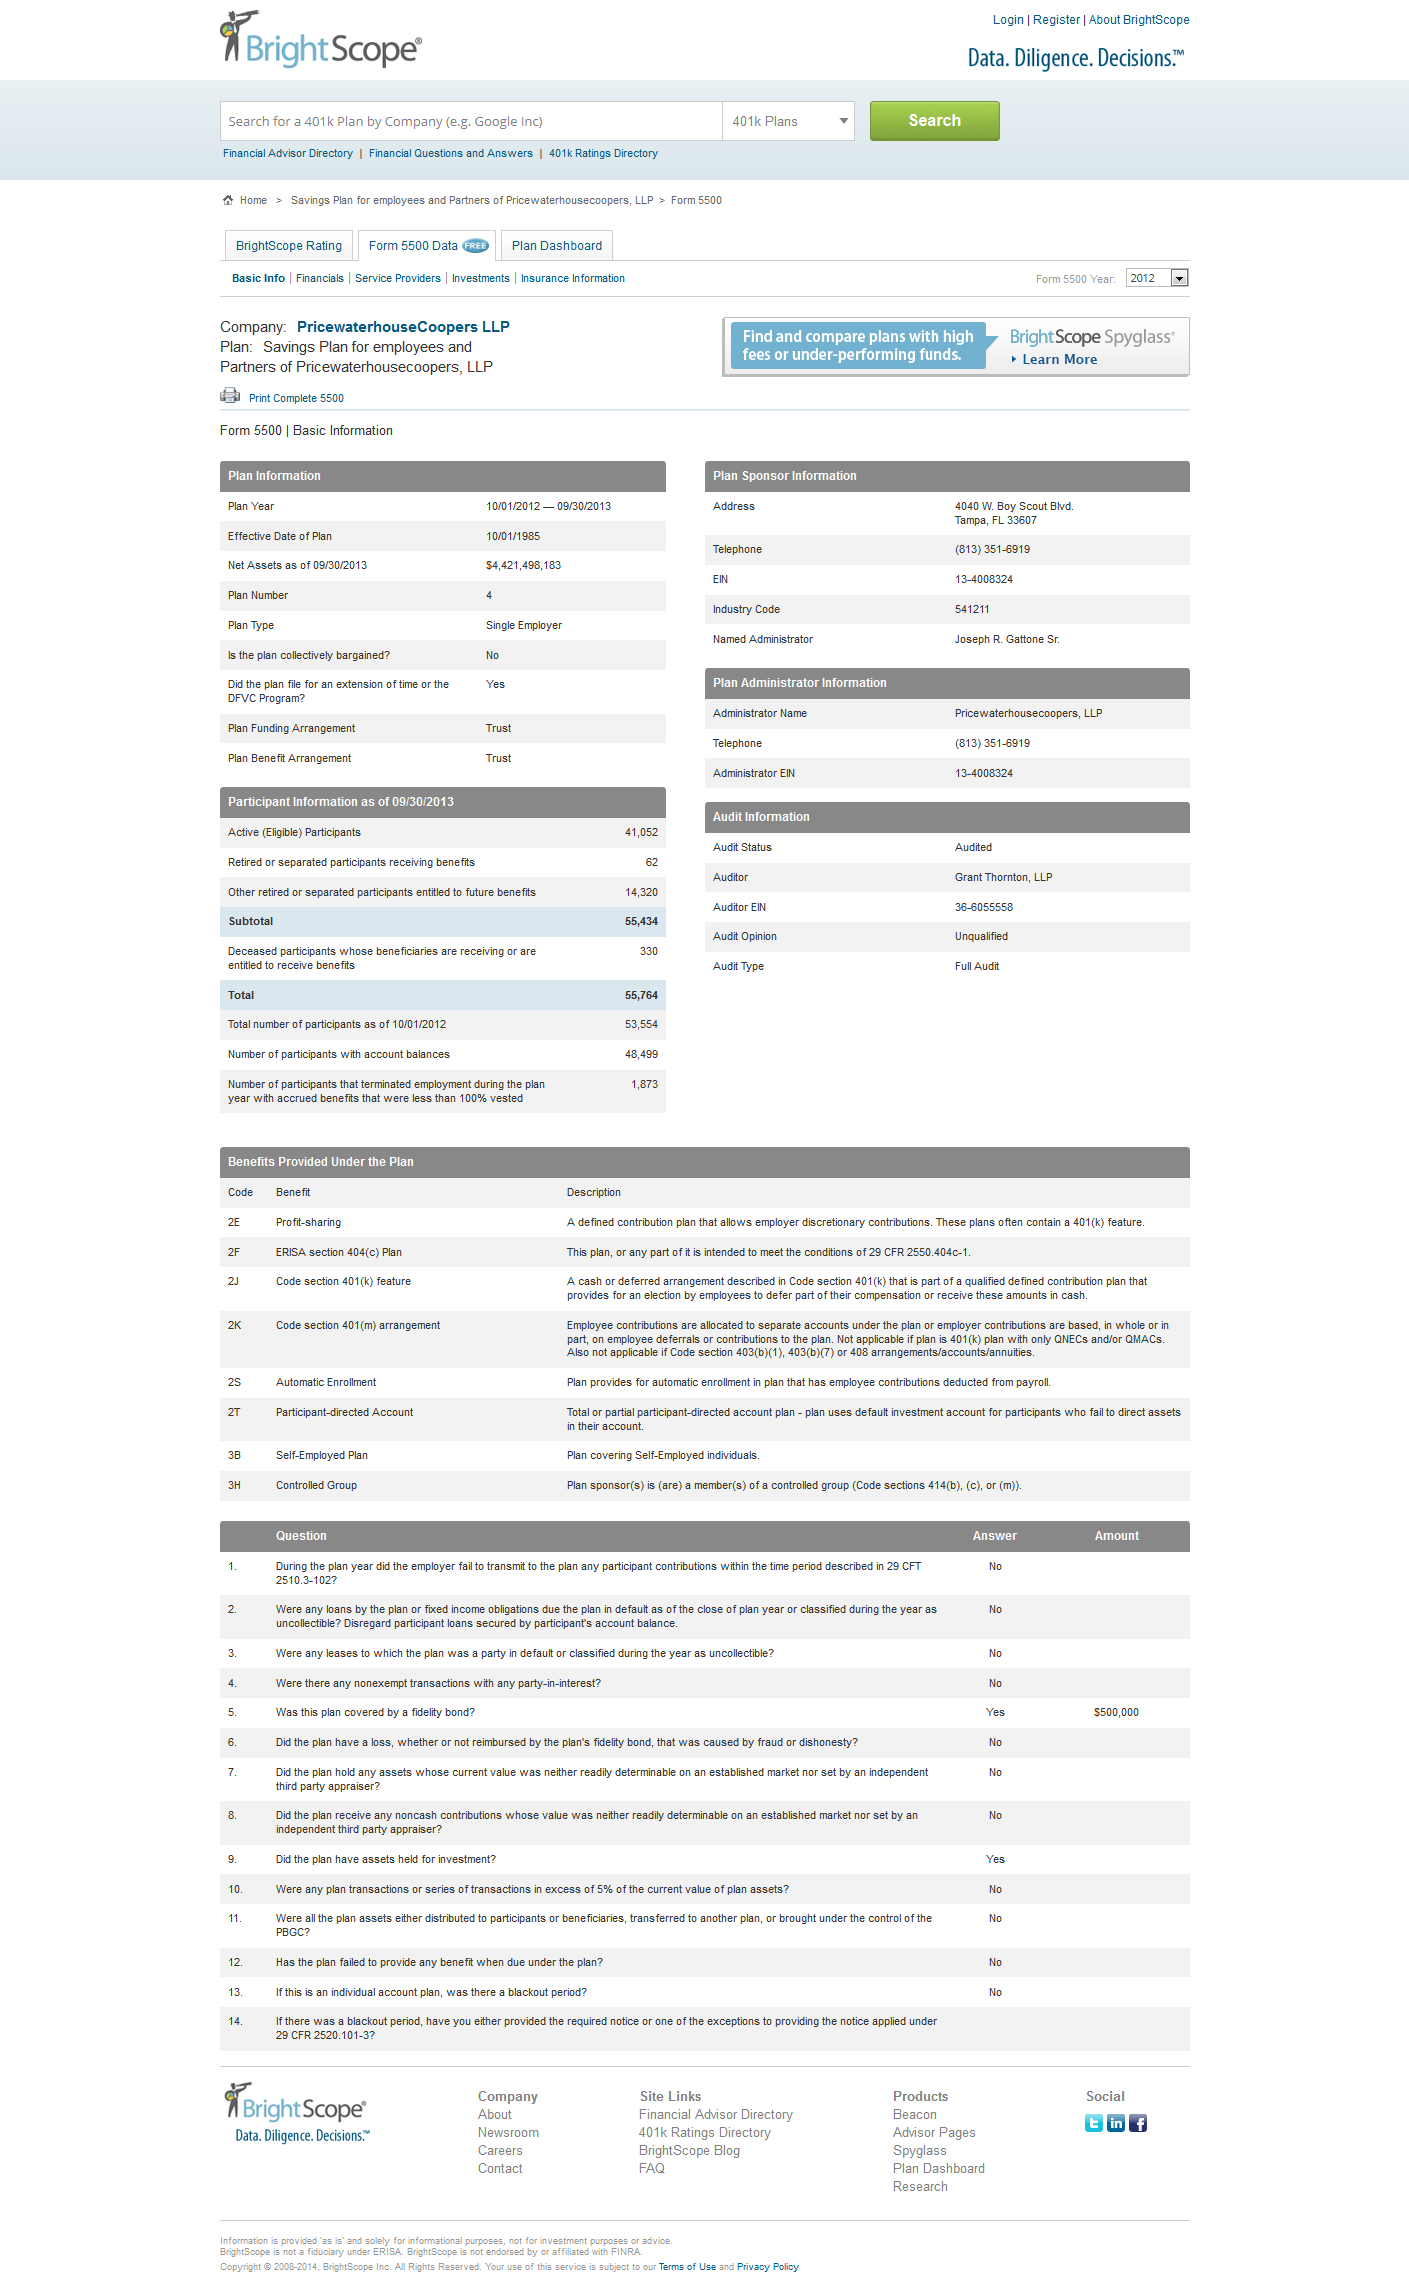 BrightScope®
Login | Register | About BrightScope
Data. Diligence. Decisions.™
Search for a 401k Plan by Company (e.g. Google Inc)
401k Plans
Search
Financial Advisor Directory | Financial Questions and Answers | 401k Ratings Directory
Home > Savings Plan for employees and Partners of Pricewaterhousecoopers, LLP > Form 5500
BrightScope Rating
Form 5500 Data FREE
Plan Dashboard
Basic Info | Financials | Service Providers | Investments | Insurance Information
Form 5500 Year: 2012
Company: PricewaterhouseCoopers LLP
Plan: Savings Plan for employees and
Partners of Pricewaterhousecoopers, LLP
Find and compare plans with high
fees or under-performing funds.
BrightScope Spyglass®
Learn More
Print Complete 5500
Form 5500 | Basic Information
Plan Information
Plan Year 10/01/2012 — 09/30/2013
Effective Date of Plan 10/01/1985
Net Assets as of 09/30/2013 $4,421,498,183
Plan Number 4
Plan Type Single Employer
Is the plan collectively bargained? No
Did the plan file for an extension of time or the Yes
DFVC Program?
Plan Funding Arrangement Trust
Plan Benefit Arrangement Trust
Participant Information as of 09/30/2013
Active (Eligible) Participants 41,052
Retired or separated participants receiving benefits 62
Other retired or separated participants entitled to future benefits 14,320
Subtotal 55,434
Deceased participants whose beneficiaries are receiving or are 330
entitled to receive benefits
Total 55,764
Total number of participants as of 10/01/2012 53,554
Number of participants with account balances 48,499
Number of participants that terminated employment during the plan 1,873
year with accrued benefits that were less than 100% vested
Plan Sponsor Information
Address 4040 W. Boy Scout Blvd.
Tampa, FL 33607
Telephone (813) 351-6919
EIN 13-4008324
Industry Code 541211
Named Administrator Joseph R. Gattone Sr.
Plan Administrator Information
Administrator Name Pricewaterhousecoopers, LLP
Telephone (813) 351-6919
Administrator EIN 13-4008324
Audit Information
Audit Status Audited
Auditor Grant Thornton, LLP
Auditor EIN 36-6055558
Audit Opinion Unqualified
Audit Type Full Audit
Benefits Provided Under the Plan
Code Benefit Description
2E Profit-sharing A defined contribution plan that allows employer discretionary contributions. These plans often contain a 401(k) feature.
2F ERISA section 404(c) Plan This plan, or any part of it is intended to meet the conditions of 29 CFR 2550.404c-1.
2J Code section 401(k) feature A cash or deferred arrangement described in Code section 401(k) that is part of a qualified defined contribution plan that
provides for an election by employees to defer part of their compensation or receive these amounts in cash.
2K Code section 401(m) arrangement Employee contributions are allocated to separate accounts under the plan or employer contributions are based, in whole or in
part, on employee deferrals or contributions to the plan. Not applicable if plan is 401(k) plan with only QNECs and/or QMACs.
Also not applicable if Code section 403(b)(1), 403(b)(7) or 408 arrangements/accounts/annuities.
2S Automatic Enrollment Plan provides for automatic enrollment in plan that has employee contributions deducted from payroll.
2T Participant-directed Account Total or partial participant-directed account plan - plan uses default investment account for participants who fail to direct assets
in their account.
3B Self-Employed Plan Plan covering Self-Employed individuals.
3H Controlled Group Plan sponsor(s) is (are) a member(s) of a controlled group (Code sections 414(b), (c), or (m)).
Question Answer Amount
1. During the plan year did the employer fail to transmit to the plan any participant contributions within the time period described in 29 CFT No
2510.3-102?
2. Were any loans by the plan or fixed income obligations due the plan in default as of the close of plan year or classified during the year as No
uncollectible? Disregard participant loans secured by participant's account balance.
3. Were any leases to which the plan was a party in default or classified during the year as uncollectible? No
4. Were there any nonexempt transactions with any party-in-interest? No
5. Was this plan covered by a fidelity bond? Yes $500,000
6. Did the plan have a loss, whether or not reimbursed by the plan's fidelity bond, that was caused by fraud or dishonesty? No
7. Did the plan hold any assets whose current value was neither readily determinable on an established market nor set by an independent No
third party appraiser?
8. Did the plan receive any noncash contributions whose value was neither readily determinable on an established market nor set by an No
independent third party appraiser?
9. Did the plan have assets held for investment? Yes
10. Were any plan transactions or series of transactions in excess of 5% of the current value of plan assets? No
11. Were all the plan assets either distributed to participants or beneficiaries, transferred to another plan, or brought under the control of the No
PBGC?
12. Has the plan failed to provide any benefit when due under the plan? No
13. If this is an individual account plan, was there a blackout period? No
14. If there was a blackout period, have you either provided the required notice or one of the exceptions to providing the notice applied under
29 CFR 2520.101-3?
BrightScope®
Data. Diligence. Decisions.™
Company
About
Newsroom
Careers
Contact
Site Links
Financial Advisor Directory
401k Ratings Directory
BrightScope Blog
FAQ
Products
Beacon
Advisor Pages
Spyglass
Plan Dashboard
Research
Social
t in f
Information is provided 'as is' and solely for informational purposes, not for investment purposes or advice.
BrightScope is not a fiduciary under ERISA. BrightScope is not endorsed by or affiliated with FINRA.
Copyright © 2008-2014, BrightScope Inc. All Rights Reserved. Your use of this service is subject to our Terms of Use and Privacy Policy